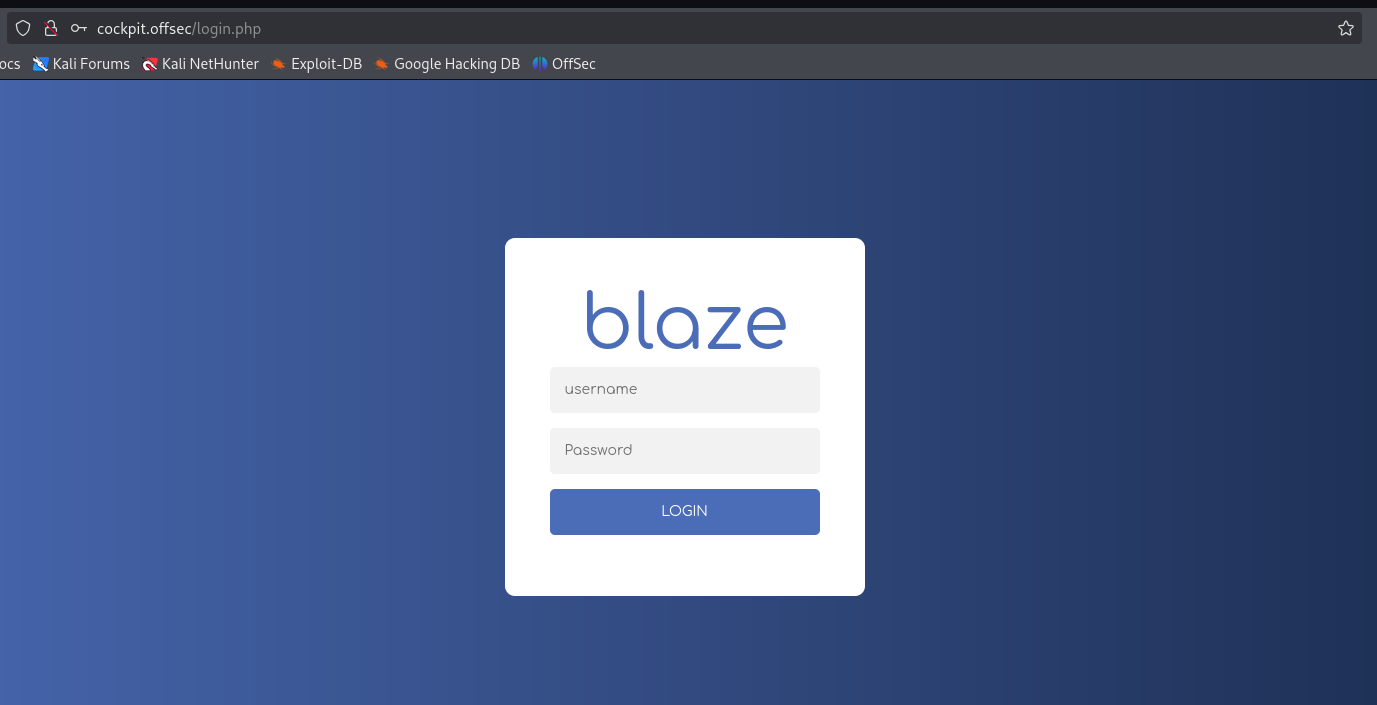 cockpit.offsec/login.php
ocs Kali Forums Kali NetHunter Exploit-DB Google Hacking DB OffSec
blaze
username
Password
LOGIN